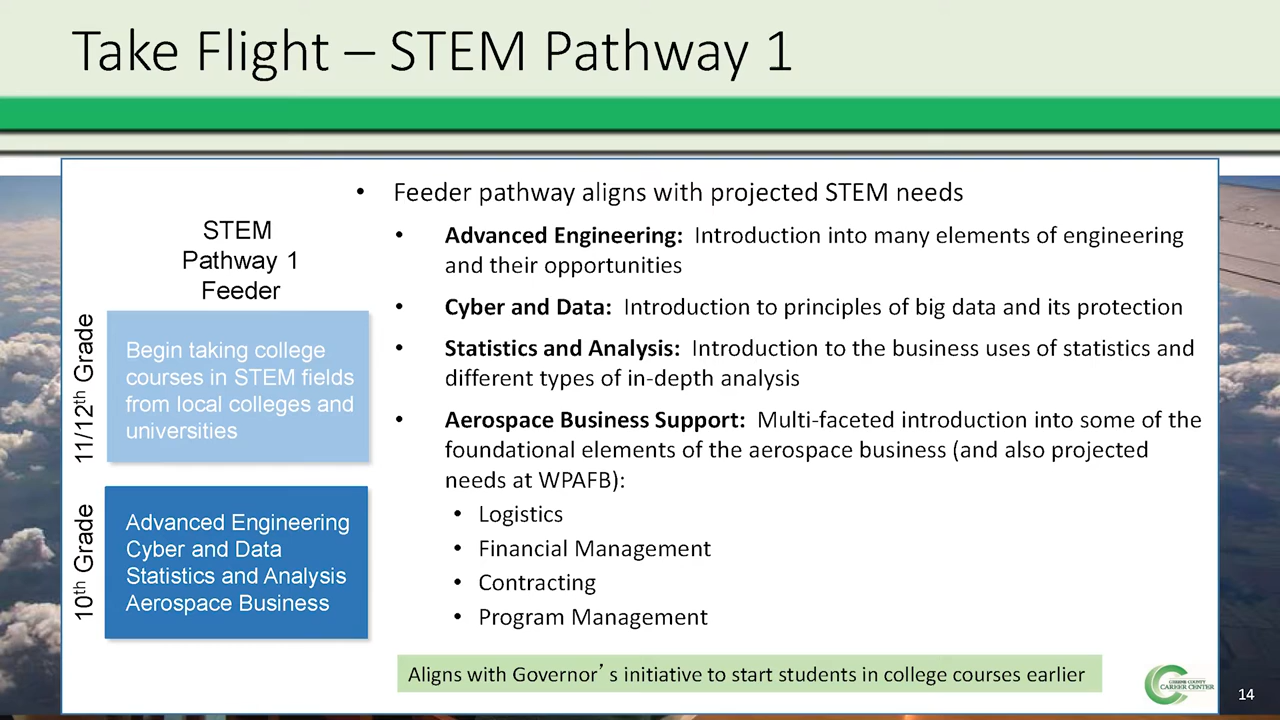 Take Flight – STEM Pathway 1
STEM
Pathway 1
Feeder
11/12th Grade
Begin taking college
courses in STEM fields
from local colleges and
universities
10th Grade
Advanced Engineering
Cyber and Data
Statistics and Analysis
Aerospace Business
• Feeder pathway aligns with projected STEM needs
• Advanced Engineering: Introduction into many elements of engineering
and their opportunities
• Cyber and Data: Introduction to principles of big data and its protection
• Statistics and Analysis: Introduction to the business uses of statistics and
different types of in-depth analysis
• Aerospace Business Support: Multi-faceted introduction into some of the
foundational elements of the aerospace business (and also projected
needs at WPAFB):
• Logistics
• Financial Management
• Contracting
• Program Management
Aligns with Governor’s initiative to start students in college courses earlier
GREENE COUNTY
CAREER CENTER
14